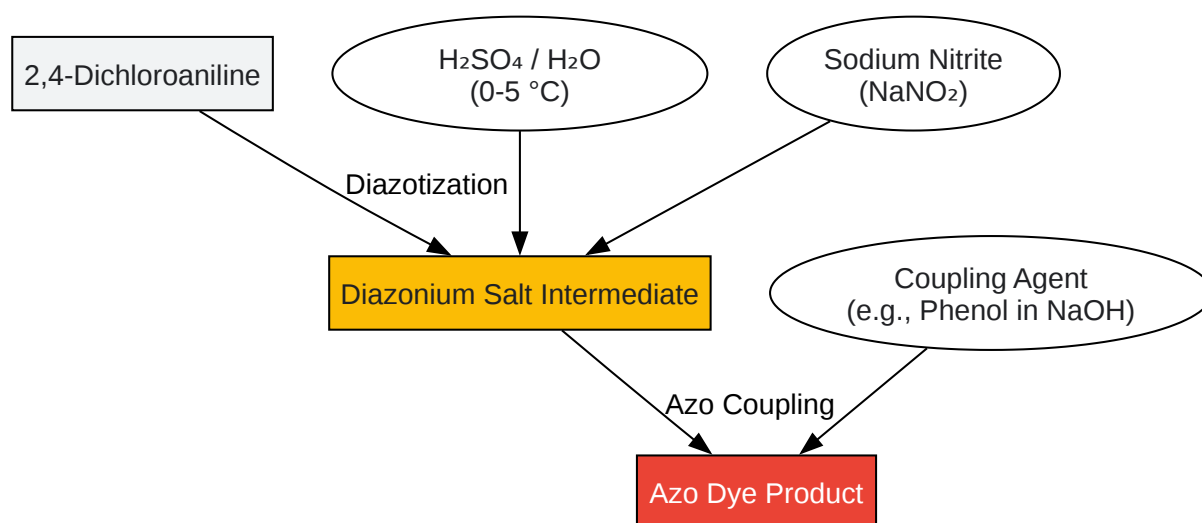 2,4-Dichloroaniline
H₂SO₄ / H₂O
(0-5 °C)
Sodium Nitrite
(NaNO₂)
Diazotization
Diazonium Salt Intermediate
Coupling Agent
(e.g., Phenol in NaOH)
Azo Coupling
Azo Dye Product